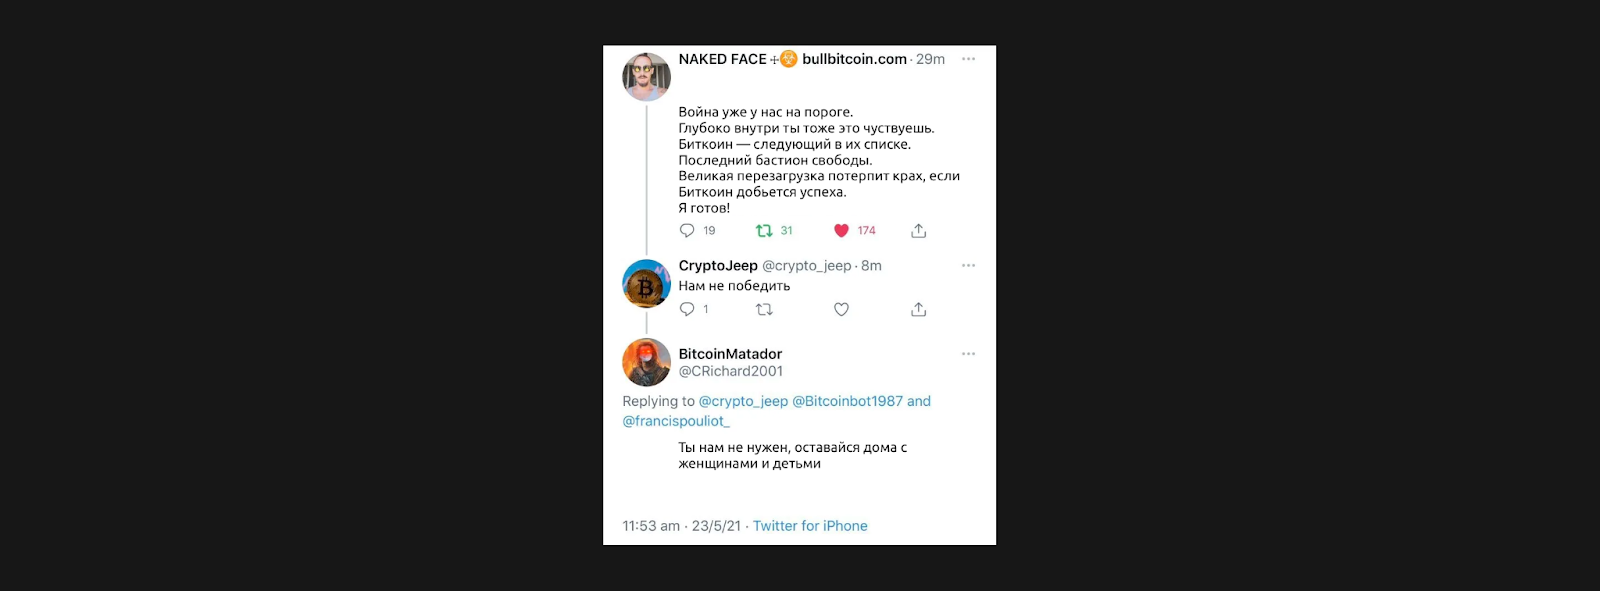 NAKED FACE ☩☣ bullbitcoin.com · 29m
Война уже у нас на пороге.
Глубоко внутри ты тоже это чуствуешь.
Биткоин — следующий в их списке.
Последний бастион свободы.
Великая перезагрузка потерпит крах, если
Биткоин добьется успеха.
Я готов!
19 31 174
CryptoJeep @crypto_jeep · 8m
Нам не победить
1
BitcoinMatador
@CRichard2001
Replying to @crypto_jeep @Bitcoinbot1987 and
@francispouliot_
Ты нам не нужен, оставайся дома с
женщинами и детьми
11:53 am · 23/5/21 · Twitter for iPhone